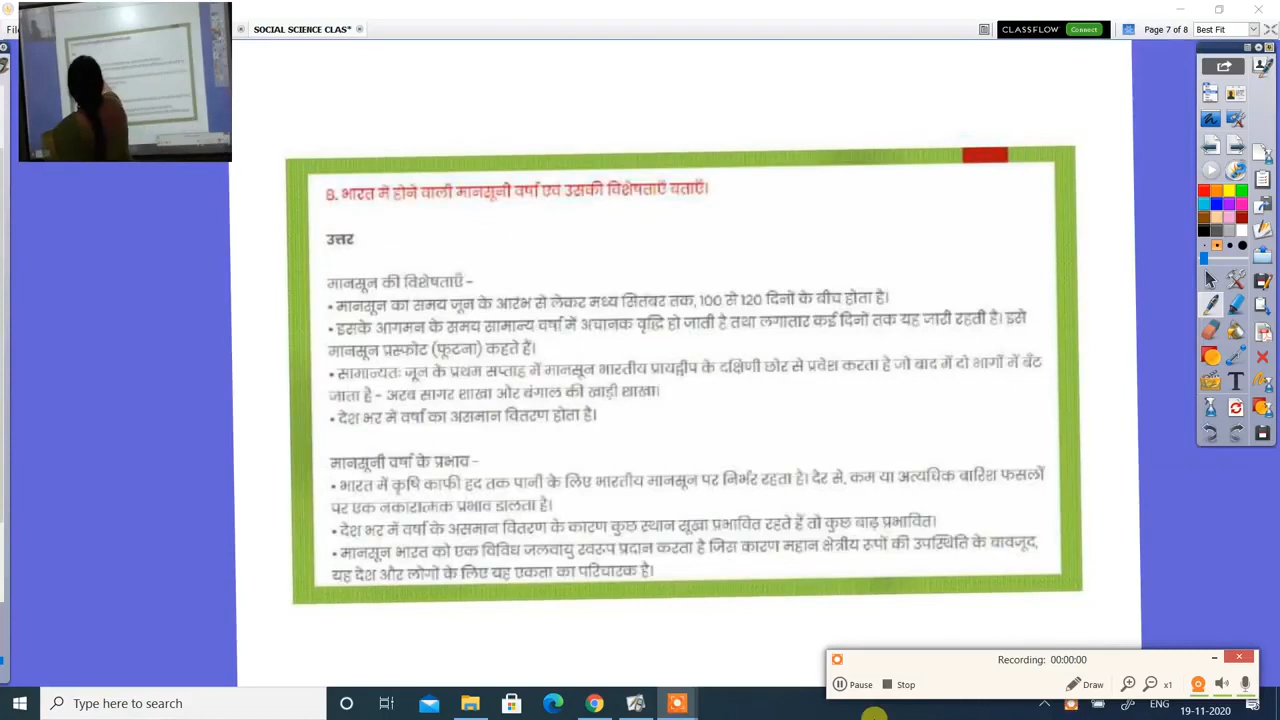 Fil
SOCIAL SCIENCE CLAS*
CLASSFLOW Connect
Page 7 of 8
Best Fit
8. भारत में होने वाली मानसूनी वर्षा एवं उसकी विशेषताएँ बताएँ।
उत्तर
मानसून की विशेषताएँ -
• मानसून का समय जून के आरंभ से लेकर मध्य सितंबर तक, 100 से 120 दिनों के बीच होता है।
• इसके आगमन के समय सामान्य वर्षा में अचानक वृद्धि हो जाती है तथा लगातार कई दिनों तक यह जारी रहती है। इसे
मानसून प्रस्फोट (फूटना) कहते हैं।
• सामान्यतः जून के प्रथम सप्ताह में मानसून भारतीय प्रायद्वीप के दक्षिणी छोर से प्रवेश करता है जो बाद में दो भागों में बँट
जाता है - अरब सागर शाखा और बंगाल की खाड़ी शाखा।
• देश भर में वर्षा का असमान वितरण होता है।
मानसूनी वर्षा के प्रभाव -
• भारत में कृषि काफी हद तक पानी के लिए भारतीय मानसून पर निर्भर रहता है। देर से, कम या अत्यधिक बारिश फसलों
पर एक नकारात्मक प्रभाव डालता है।
• देश भर में वर्षा के असमान वितरण के कारण कुछ स्थान सूखा प्रभावित रहते हैं तो कुछ बाढ़ प्रभावित।
• मानसून भारत को एक विविध जलवायु स्वरूप प्रदान करता है जिस कारण महान क्षेत्रीय रूपों की उपस्थिति के बावजूद,
यह देश और लोगों के लिए यह एकता का परिचारक है।
Recording: 00:00:00
Pause Stop Draw x1
Type here to search
ENG
19-11-2020